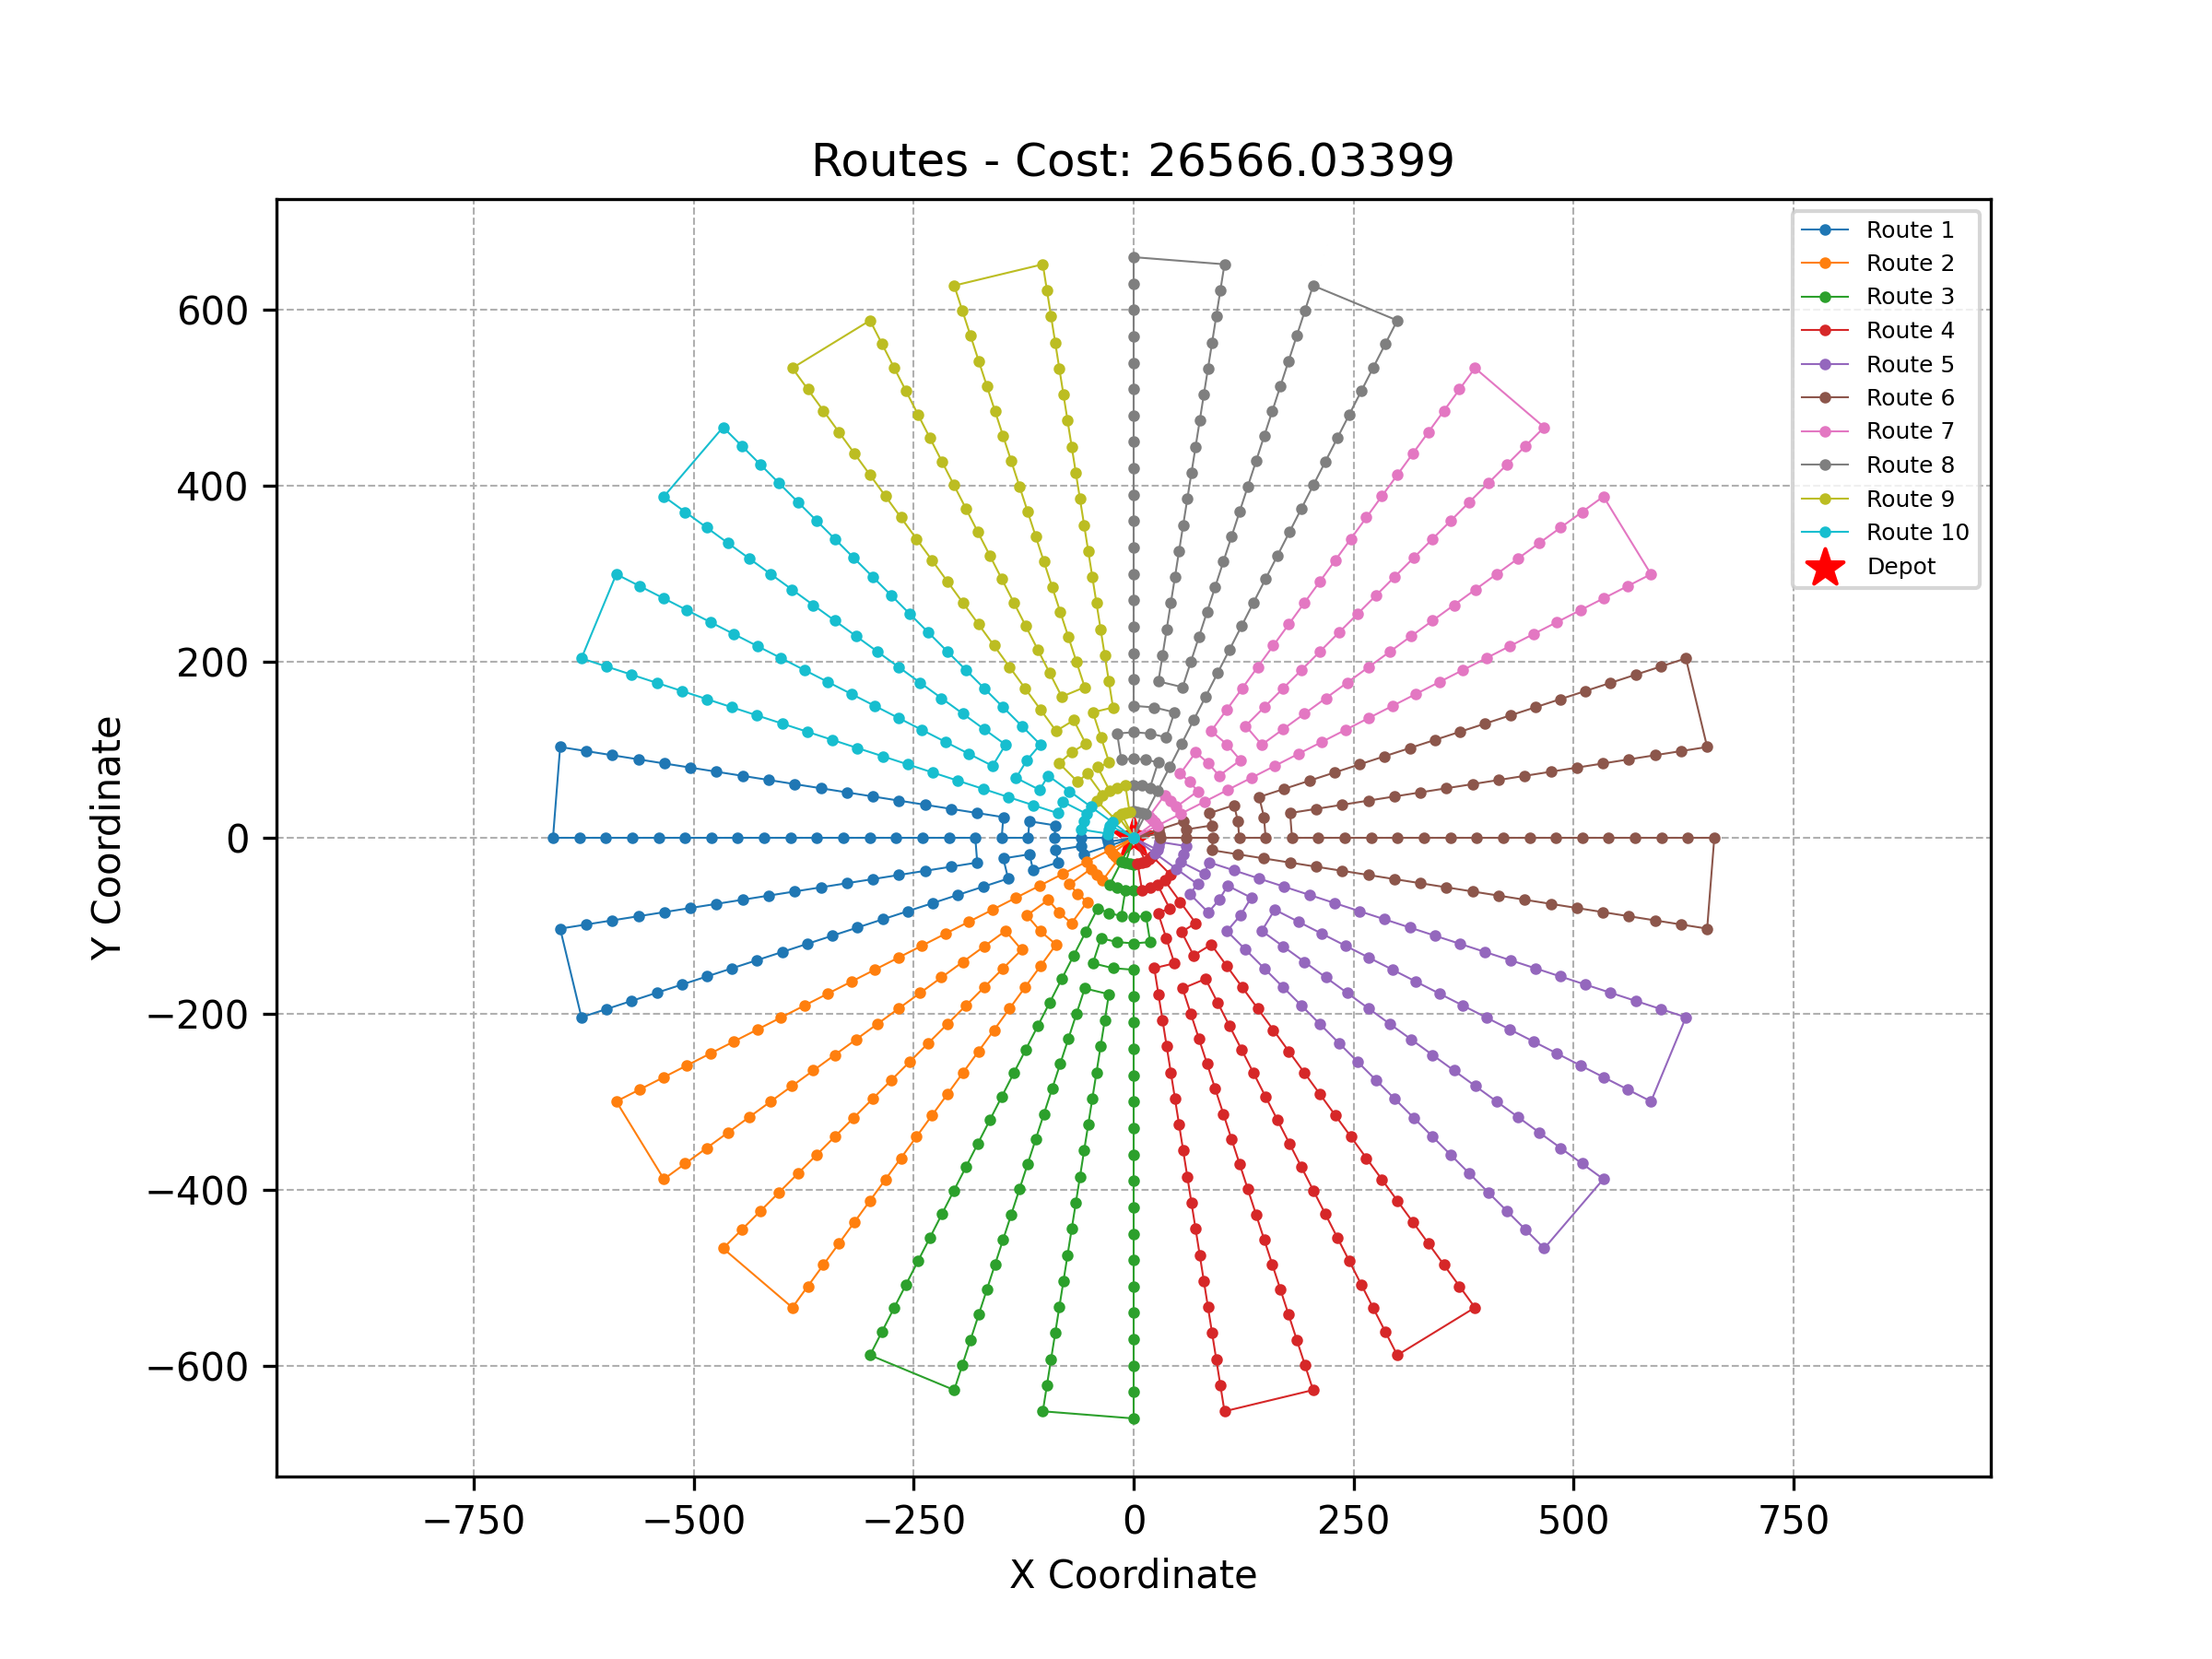 Routes - Cost: 26566.03399
Route 1
Route 2
Route 3
Route 4
Route 5
Route 6
Route 7
Route 8
Route 9
Route 10
Depot
Y Coordinate
600
400
200
0
−200
−400
−600
−750 −500 −250 0 250 500 750
X Coordinate